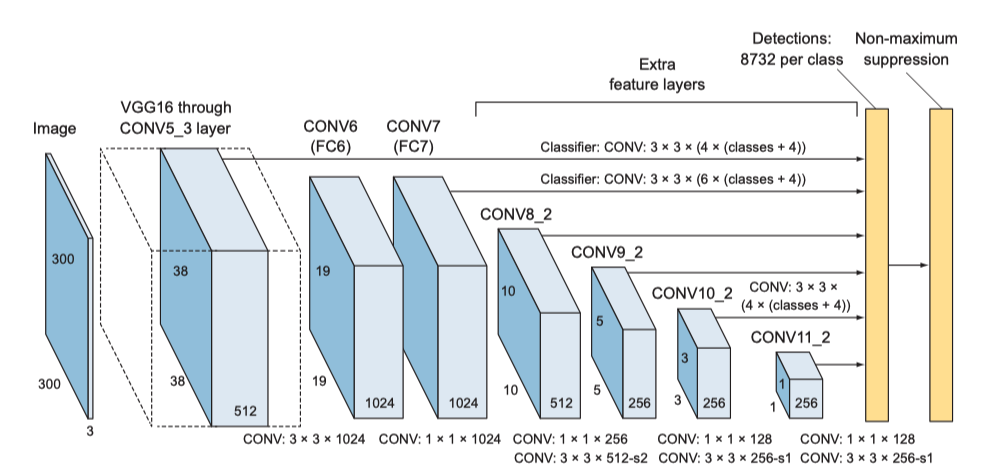 Detections:
8732 per class
Non-maximum
suppression
Extra
feature layers
VGG16 through
CONV5_3 layer
Image
CONV6
(FC6)
CONV7
(FC7)
Classifier: CONV: 3 × 3 × (4 × (classes + 4))
Classifier: CONV: 3 × 3 × (6 × (classes + 4))
CONV8_2
CONV9_2
CONV10_2
CONV: 3 × 3 ×
(4 × (classes + 4))
CONV11_2
300
300
3
38
38
512
19
19
1024
1024
10
10
512
5
5
256
3
3
256
1
1
256
CONV: 3 × 3 × 1024
CONV: 1 × 1 × 1024
CONV: 1 × 1 × 256
CONV: 3 × 3 × 512-s2
CONV: 1 × 1 × 128
CONV: 3 × 3 × 256-s1
CONV: 1 × 1 × 128
CONV: 3 × 3 × 256-s1